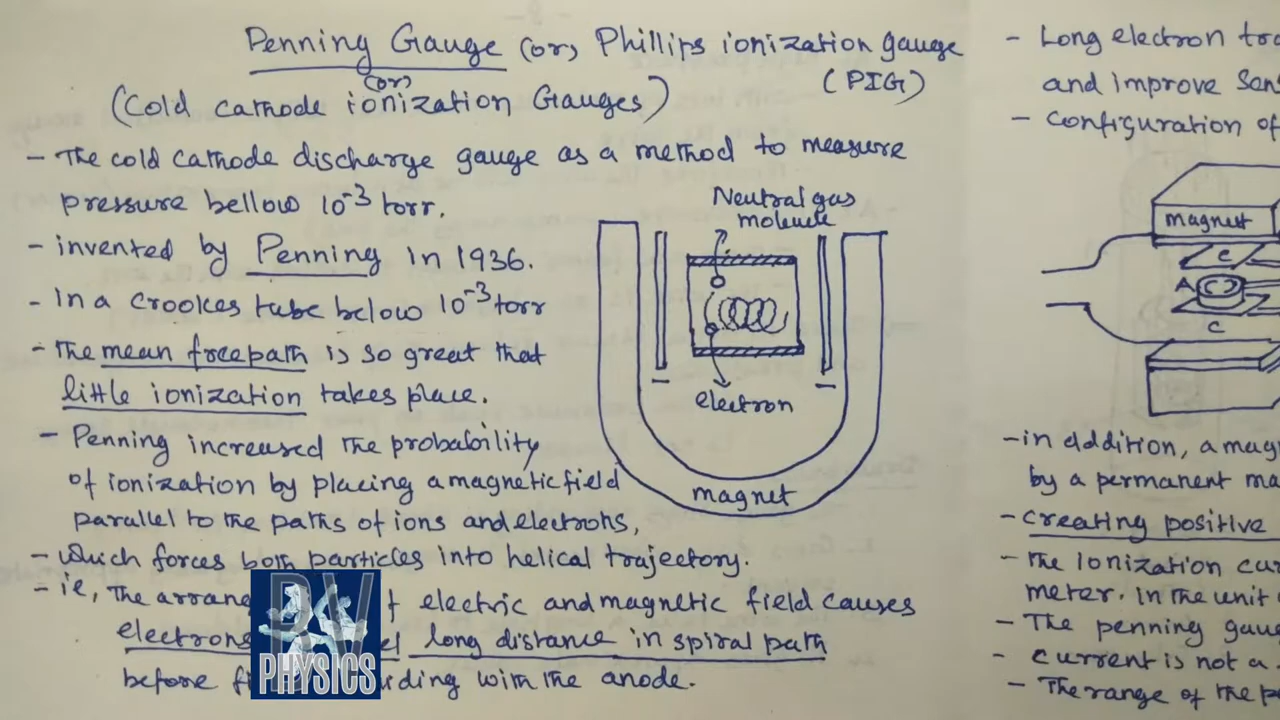 Penning Gauge (or) Phillips ionization gauge
(or)
(PIG)
(Cold cathode ionization Gauges)
- The cold cathode discharge gauge as a method to measure
pressure bellow 10⁻³ torr.
- invented by Penning in 1936.
- In a Crookes tube below 10⁻³ torr
- The mean freepath is so great that
little ionization takes place.
- Penning increased the probability
of ionization by placing a magnetic field
parallel to the paths of ions and electrons,
- which forces both particles into helical trajectory.
- ie, The electric and magnetic field causes
electrons long distance in spiral path
before with the anode.
Neutral gas
molecule
electron
magnet
BV
PHYSICS
- Long electron
and improve
- Configuration of
magnet
c
A
c
- in addition, a
by a permanent
- creating positive
- The ionization
meter. In the unit
- The penning
- current is not a
- The range of the